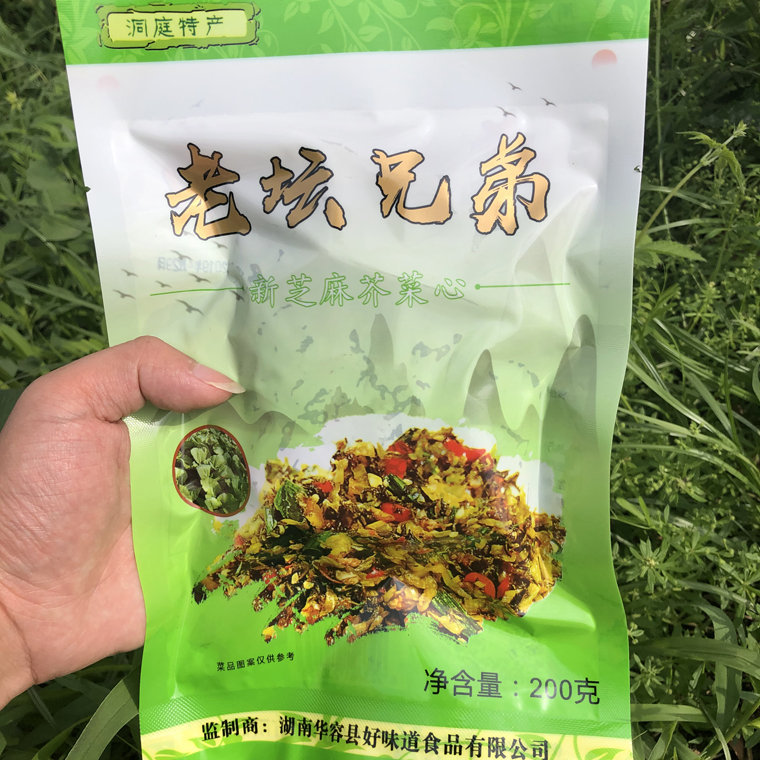 洞庭特产
老坛兄弟
新芝麻芥菜心
菜品图案仅供参考
净含量：200克
监制商：湖南华容县好味道食品有限公司